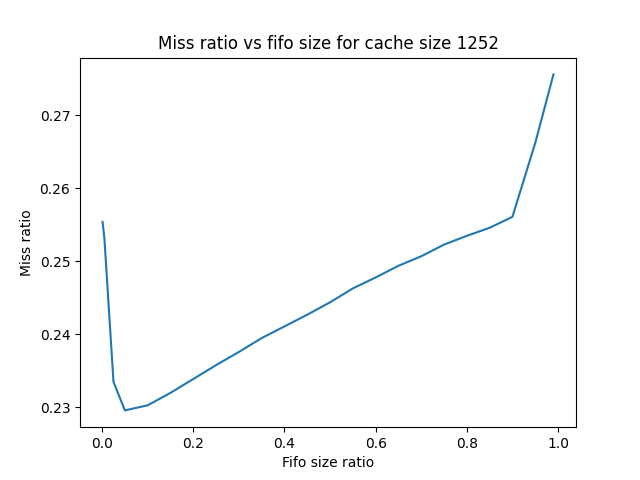 Miss ratio vs fifo size for cache size 1252
0.27
0.26
0.25
0.24
0.23
Miss ratio
0.0 0.2 0.4 0.6 0.8 1.0
Fifo size ratio